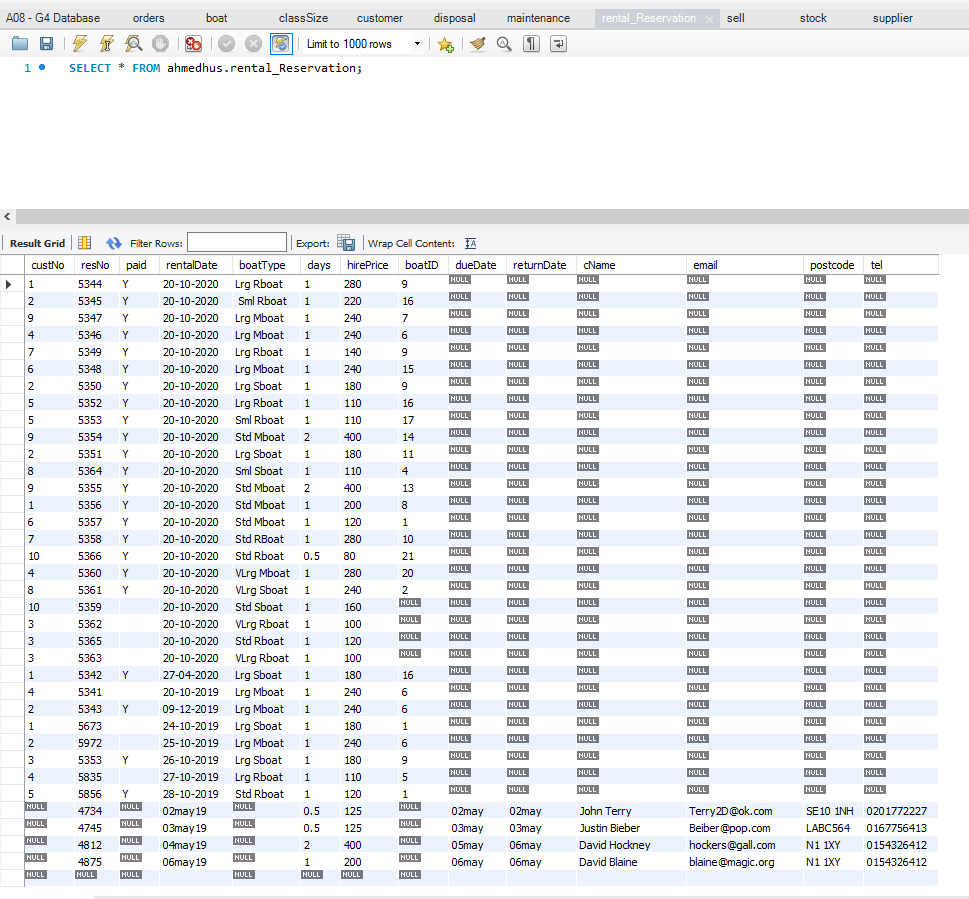 A08 - G4 Database orders boat classSize customer disposal maintenance rental_Reservation sell stock supplier
Limit to 1000 rows
1 SELECT * FROM ahmedhus.rental_Reservation;
Result Grid Filter Rows: Export: Wrap Cell Content:
custNo resNo paid rentalDate boatType days hirePrice boatID dueDate returnDate cName email postcode tel
1 5344 Y 20-10-2020 Lrg Rboat 1 280 9 NULL NULL NULL NULL NULL NULL
2 5345 Y 20-10-2020 Sml Rboat 1 220 16 NULL NULL NULL NULL NULL NULL
9 5347 Y 20-10-2020 Lrg Mboat 1 240 7 NULL NULL NULL NULL NULL NULL
4 5346 Y 20-10-2020 Lrg Mboat 1 240 6 NULL NULL NULL NULL NULL NULL
7 5349 Y 20-10-2020 Lrg Rboat 1 140 9 NULL NULL NULL NULL NULL NULL
6 5348 Y 20-10-2020 Lrg Mboat 1 240 15 NULL NULL NULL NULL NULL NULL
2 5350 Y 20-10-2020 Lrg Sboat 1 180 9 NULL NULL NULL NULL NULL NULL
5 5352 Y 20-10-2020 Lrg Rboat 1 110 16 NULL NULL NULL NULL NULL NULL
5 5353 Y 20-10-2020 Sml Rboat 1 110 17 NULL NULL NULL NULL NULL NULL
9 5354 Y 20-10-2020 Std Mboat 2 400 14 NULL NULL NULL NULL NULL NULL
2 5351 Y 20-10-2020 Lrg Sboat 1 180 11 NULL NULL NULL NULL NULL NULL
8 5364 Y 20-10-2020 Sml Sboat 1 110 4 NULL NULL NULL NULL NULL NULL
9 5355 Y 20-10-2020 Std Mboat 2 400 13 NULL NULL NULL NULL NULL NULL
1 5356 Y 20-10-2020 Std Mboat 1 200 8 NULL NULL NULL NULL NULL NULL
6 5357 Y 20-10-2020 Std Mboat 1 120 1 NULL NULL NULL NULL NULL NULL
7 5358 Y 20-10-2020 Std RBoat 1 280 10 NULL NULL NULL NULL NULL NULL
10 5366 Y 20-10-2020 Std Rboat 0.5 80 21 NULL NULL NULL NULL NULL NULL
4 5360 Y 20-10-2020 VLrg Mboat 1 280 20 NULL NULL NULL NULL NULL NULL
8 5361 Y 20-10-2020 VLrg Sboat 1 240 2 NULL NULL NULL NULL NULL NULL
10 5359 20-10-2020 Std Sboat 1 160 NULL NULL NULL NULL NULL NULL NULL
3 5362 20-10-2020 VLrg Rboat 1 100 NULL NULL NULL NULL NULL NULL NULL
3 5365 20-10-2020 Std Rboat 1 120 NULL NULL NULL NULL NULL NULL NULL
3 5363 20-10-2020 VLrg Rboat 1 100 NULL NULL NULL NULL NULL NULL NULL
1 5342 Y 27-04-2020 Lrg Sboat 1 180 16 NULL NULL NULL NULL NULL NULL
4 5341 20-10-2019 Lrg Mboat 1 240 6 NULL NULL NULL NULL NULL NULL
2 5343 Y 09-12-2019 Lrg Mboat 1 240 6 NULL NULL NULL NULL NULL NULL
1 5673 24-10-2019 Lrg Sboat 1 180 1 NULL NULL NULL NULL NULL NULL
2 5972 25-10-2019 Lrg Mboat 1 240 6 NULL NULL NULL NULL NULL NULL
3 5353 Y 26-10-2019 Lrg Sboat 1 180 9 NULL NULL NULL NULL NULL NULL
4 5835 27-10-2019 Lrg Rboat 1 110 5 NULL NULL NULL NULL NULL NULL
5 5856 Y 28-10-2019 Std Rboat 1 120 1 NULL NULL NULL NULL NULL NULL
NULL 4734 NULL 02may19 NULL 0.5 125 NULL 02may 02may John Terry Terry2D@ok.com SE10 1NH 0201772227
NULL 4745 NULL 03may19 NULL 0.5 125 NULL 03may 03may Justin Bieber Beiber@pop.com LABC564 0167756413
NULL 4812 NULL 04may19 NULL 2 400 NULL 05may 06may David Hockney hockers@gall.com N1 1XY 0154326412
NULL 4875 NULL 06may19 NULL 1 200 NULL 06may 06may David Blaine blaine@magic.org N1 1XY 0154326412
NULL NULL NULL NULL NULL NULL NULL